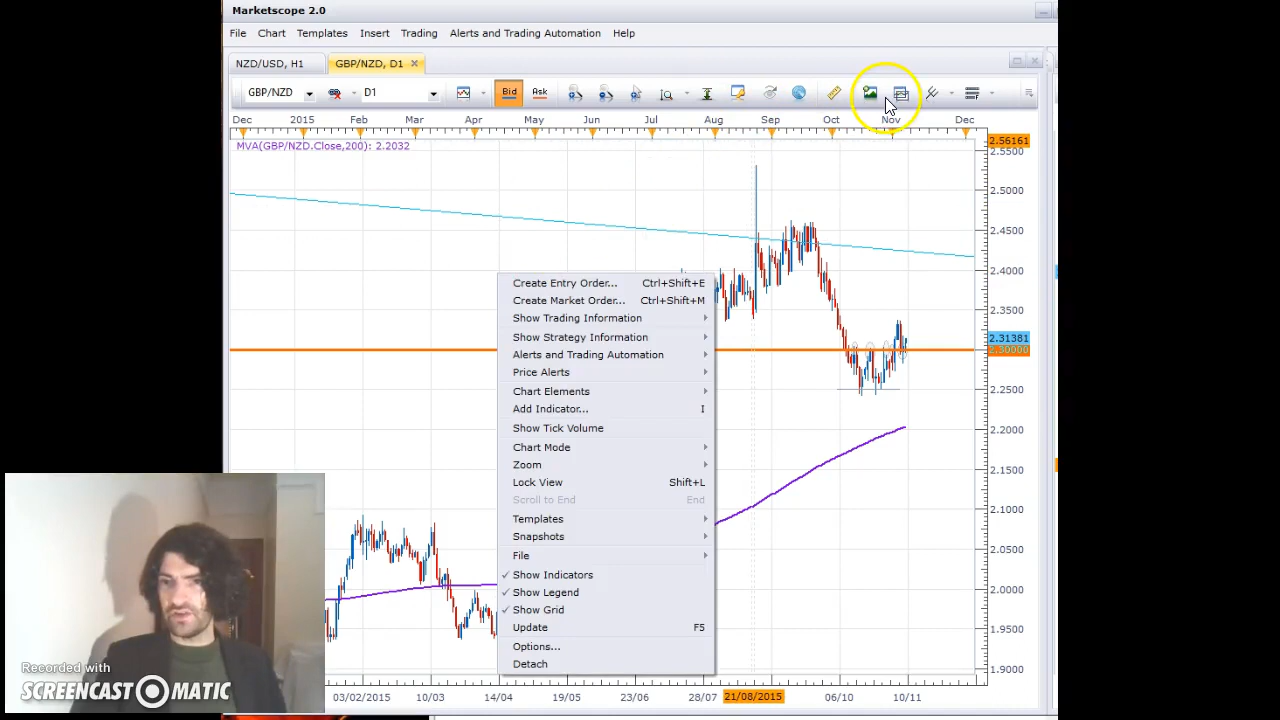 Marketscope 2.0
File Chart Templates Insert Trading Alerts and Trading Automation Help
NZD/USD, H1 GBP/NZD, D1
GBP/NZD D1 Bid Ask
Dec 2015 Feb Mar Apr May Jun Jul Aug Sep Oct Nov Dec
MVA(GBP/NZD.Close,200): 2.2032
2.56161
2.5500
2.5000
2.4500
2.4000
2.3500
2.31381
2.30000
2.2500
2.2000
2.1500
2.1000
2.0500
2.0000
1.9500
1.9000
Create Entry Order... Ctrl+Shift+E
Create Market Order... Ctrl+Shift+M
Show Trading Information
Show Strategy Information
Alerts and Trading Automation
Price Alerts
Chart Elements
Add Indicator... I
Show Tick Volume
Chart Mode
Zoom
Lock View Shift+L
Scroll to End End
Templates
Snapshots
File
Show Indicators
Show Legend
Show Grid
Update F5
Options...
Detach
03/02/2015 10/03 14/04 19/05 23/06 28/07 21/08/2015 06/10 10/11
Recorded with
SCREENCAST MATIC